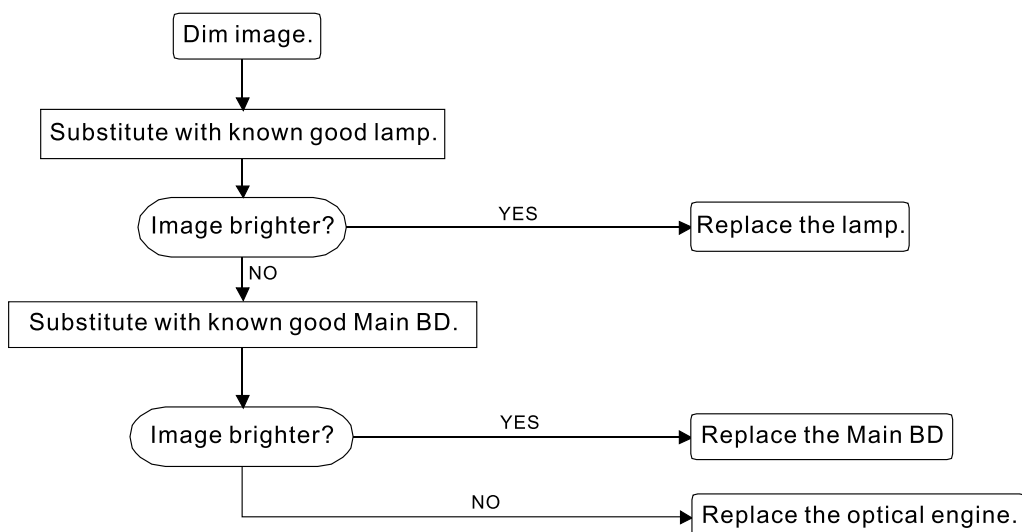 Dim image.
Substitute with known good lamp.
Image brighter?
YES
Replace the lamp.
NO
Substitute with known good Main BD.
Image brighter?
YES
Replace the Main BD
NO
Replace the optical engine.